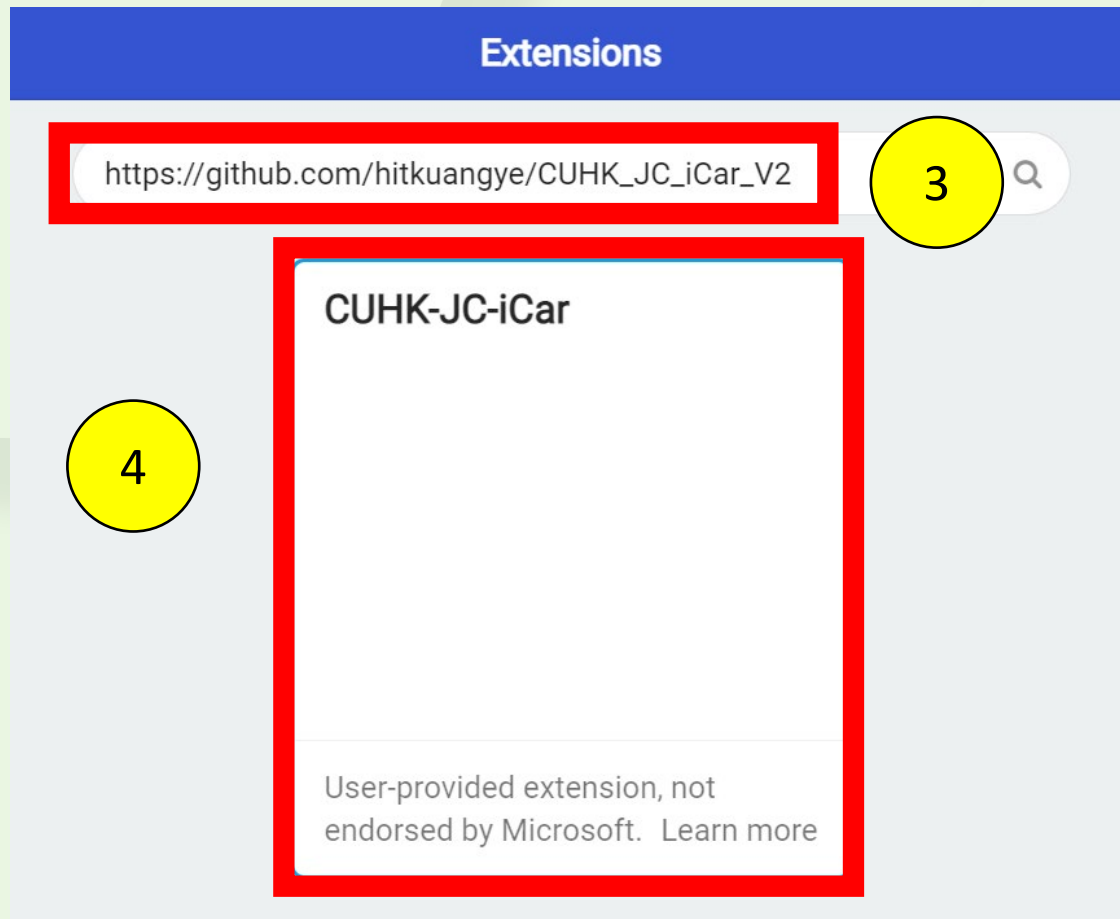 Extensions
https://github.com/hitkuangye/CUHK_JC_iCar_V2
3
CUHK-JC-iCar
4
User-provided extension, not
endorsed by Microsoft. Learn more